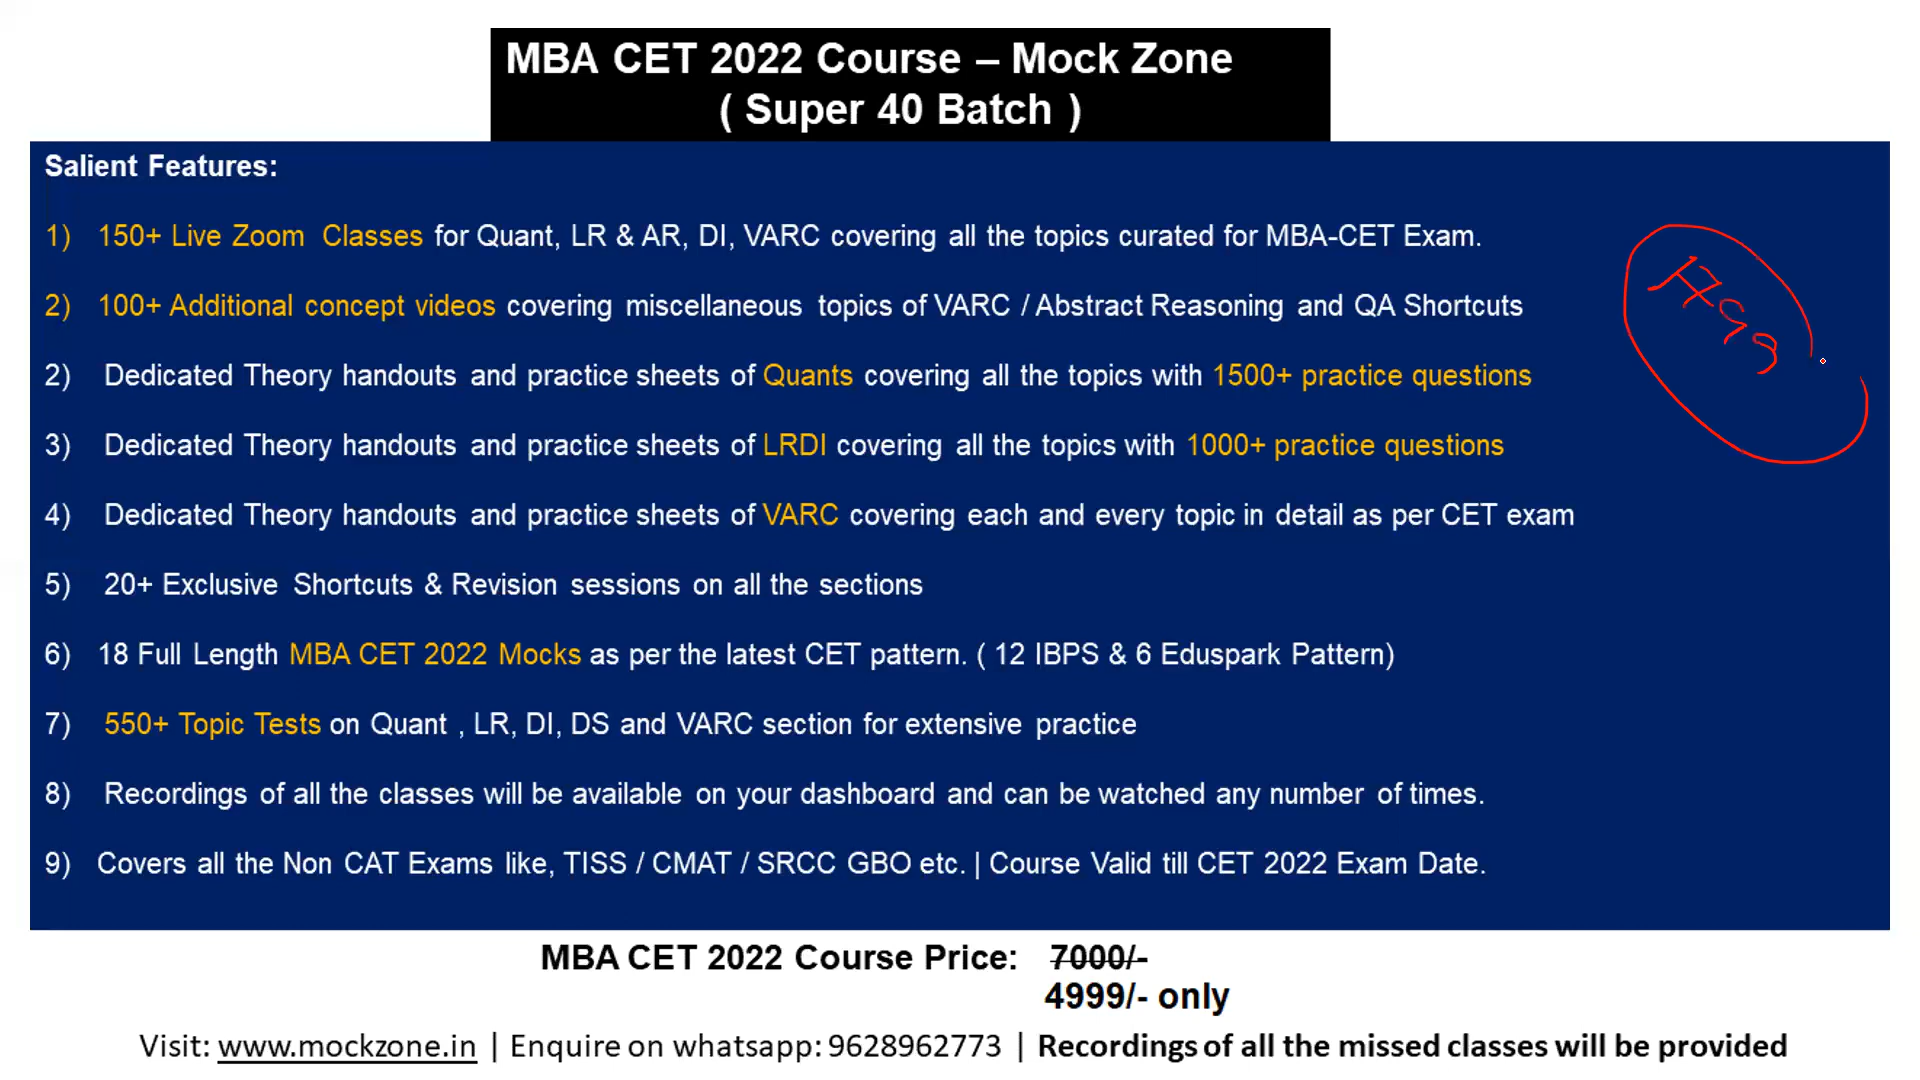 MBA CET 2022 Course – Mock Zone
( Super 40 Batch )
Salient Features:
1) 150+ Live Zoom Classes for Quant, LR & AR, DI, VARC covering all the topics curated for MBA-CET Exam.
2) 100+ Additional concept videos covering miscellaneous topics of VARC / Abstract Reasoning and QA Shortcuts
2) Dedicated Theory handouts and practice sheets of Quants covering all the topics with 1500+ practice questions
3) Dedicated Theory handouts and practice sheets of LRDI covering all the topics with 1000+ practice questions
4) Dedicated Theory handouts and practice sheets of VARC covering each and every topic in detail as per CET exam
5) 20+ Exclusive Shortcuts & Revision sessions on all the sections
6) 18 Full Length MBA CET 2022 Mocks as per the latest CET pattern. ( 12 IBPS & 6 Eduspark Pattern)
7) 550+ Topic Tests on Quant , LR, DI, DS and VARC section for extensive practice
8) Recordings of all the classes will be available on your dashboard and can be watched any number of times.
9) Covers all the Non CAT Exams like, TISS / CMAT / SRCC GBO etc. | Course Valid till CET 2022 Exam Date.
MBA CET 2022 Course Price: 7000/-
4999/- only
Visit: www.mockzone.in | Enquire on whatsapp: 9628962773 | Recordings of all the missed classes will be provided